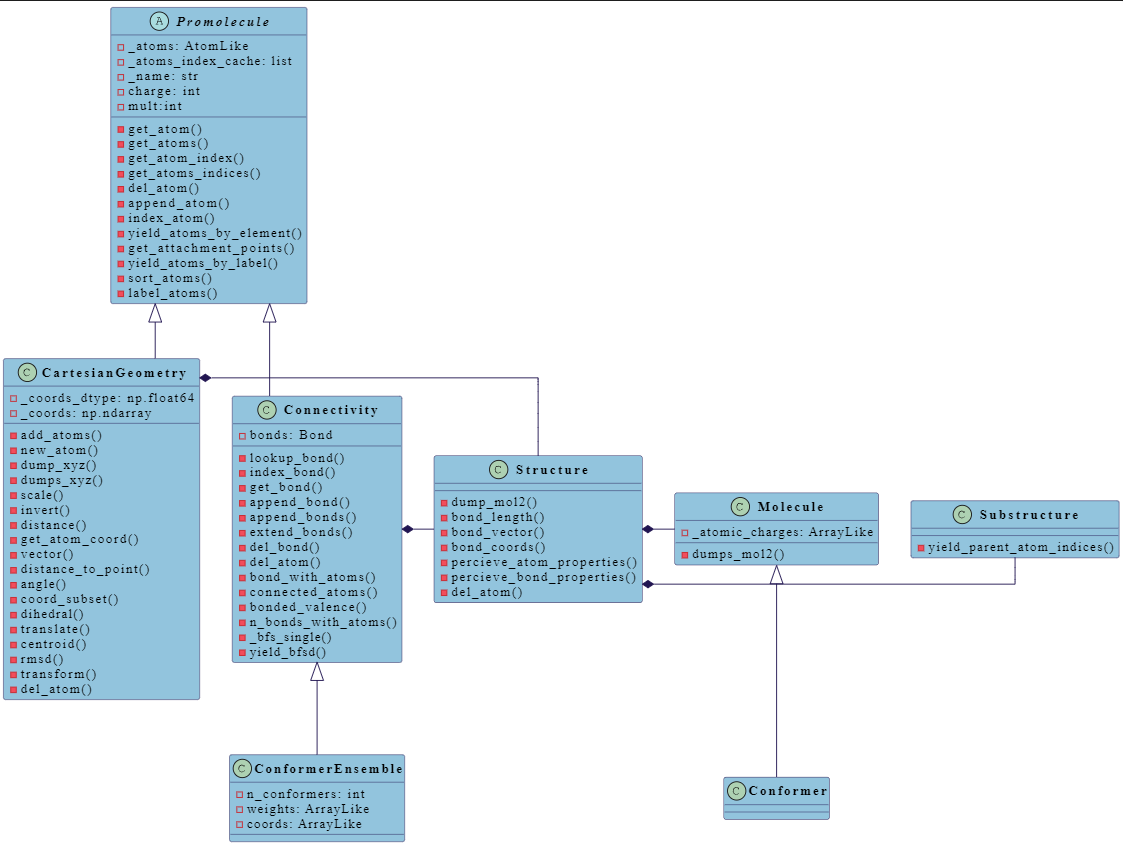 A Promolecule
_atoms: AtomLike
_atoms_index_cache: list
_name: str
charge: int
mult:int
get_atom()
get_atoms()
get_atom_index()
get_atoms_indices()
del_atom()
append_atom()
index_atom()
yield_atoms_by_element()
get_attachment_points()
yield_atoms_by_label()
sort_atoms()
label_atoms()
C CartesianGeometry
_coords_dtype: np.float64
_coords: np.ndarray
add_atoms()
new_atom()
dump_xyz()
dumps_xyz()
scale()
invert()
distance()
get_atom_coord()
vector()
distance_to_point()
angle()
coord_subset()
dihedral()
translate()
centroid()
rmsd()
transform()
del_atom()
C Connectivity
bonds: Bond
lookup_bond()
index_bond()
get_bond()
append_bond()
append_bonds()
extend_bonds()
del_bond()
del_atom()
bond_with_atoms()
connected_atoms()
bonded_valence()
n_bonds_with_atoms()
_bfs_single()
yield_bfsd()
C Structure
dump_mol2()
bond_length()
bond_vector()
bond_coords()
percieve_atom_properties()
percieve_bond_properties()
del_atom()
C Molecule
_atomic_charges: ArrayLike
dumps_mol2()
C Substructure
yield_parent_atom_indices()
C ConformerEnsemble
n_conformers: int
weights: ArrayLike
coords: ArrayLike
C Conformer